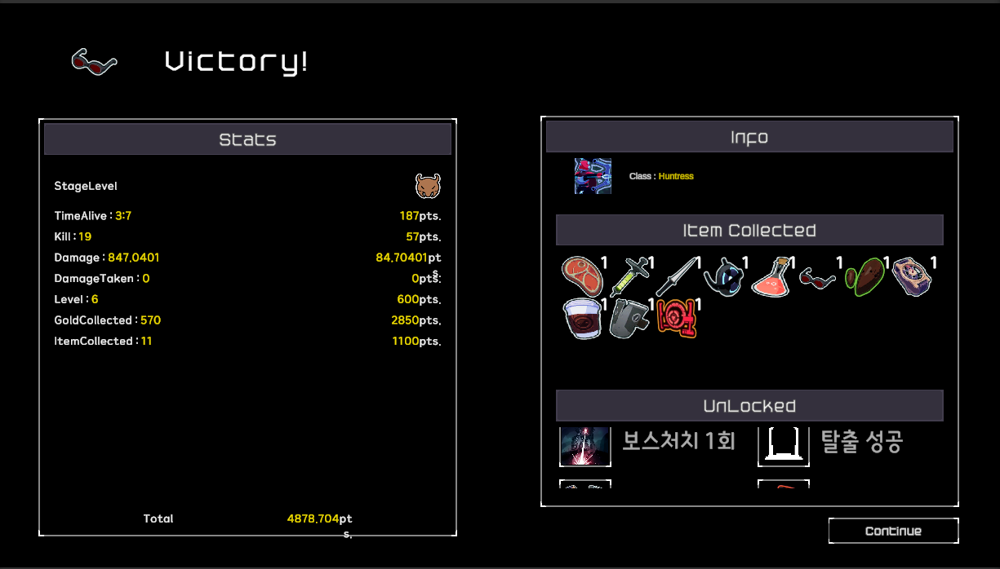 Victory!
Stats
StageLevel
TimeAlive : 3:7 187pts.
Kill : 19 57pts.
Damage : 847.0401 84.70401pt
s.
DamageTaken : 0 0pts.
Level : 6 600pts.
GoldCollected : 570 2850pts.
ItemCollected : 11 1100pts.
Total 4878.704pt
s.
Info
Class : Huntress
Item Collected
1 1 1 1 1 1 1 1
1 1 1
UnLocked
보스처치 1회 탈출 성공
Continue